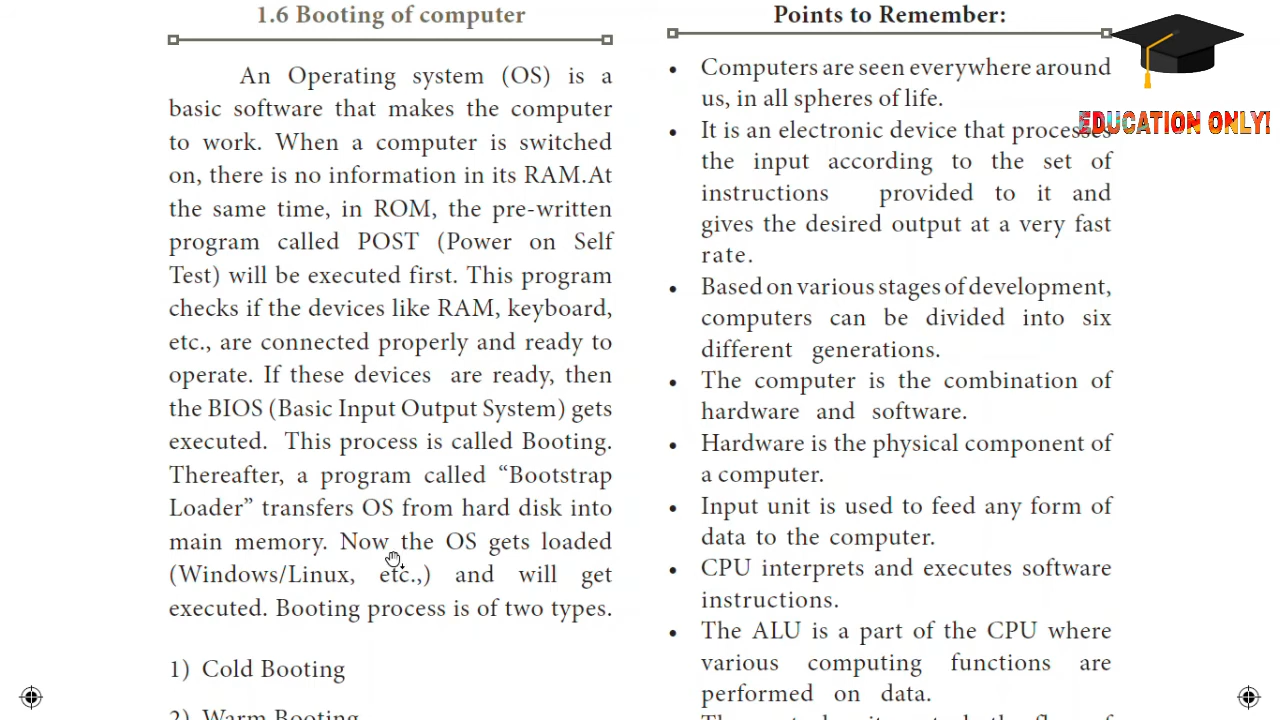 1.6 Booting of computer
An Operating system (OS) is a
basic software that makes the computer
to work. When a computer is switched
on, there is no information in its RAM.At
the same time, in ROM, the pre-written
program called POST (Power on Self
Test) will be executed first. This program
checks if the devices like RAM, keyboard,
etc., are connected properly and ready to
operate. If these devices are ready, then
the BIOS (Basic Input Output System) gets
executed. This process is called Booting.
Thereafter, a program called “Bootstrap
Loader” transfers OS from hard disk into
main memory. Now the OS gets loaded
(Windows/Linux, etc.,) and will get
executed. Booting process is of two types.
1) Cold Booting
2) Warm Booting
Points to Remember:
• Computers are seen everywhere around
us, in all spheres of life.
• It is an electronic device that processes
the input according to the set of
instructions provided to it and
gives the desired output at a very fast
rate.
• Based on various stages of development,
computers can be divided into six
different generations.
• The computer is the combination of
hardware and software.
• Hardware is the physical component of
a computer.
• Input unit is used to feed any form of
data to the computer.
• CPU interprets and executes software
instructions.
• The ALU is a part of the CPU where
various computing functions are
performed on data.
EDUCATION ONLY!